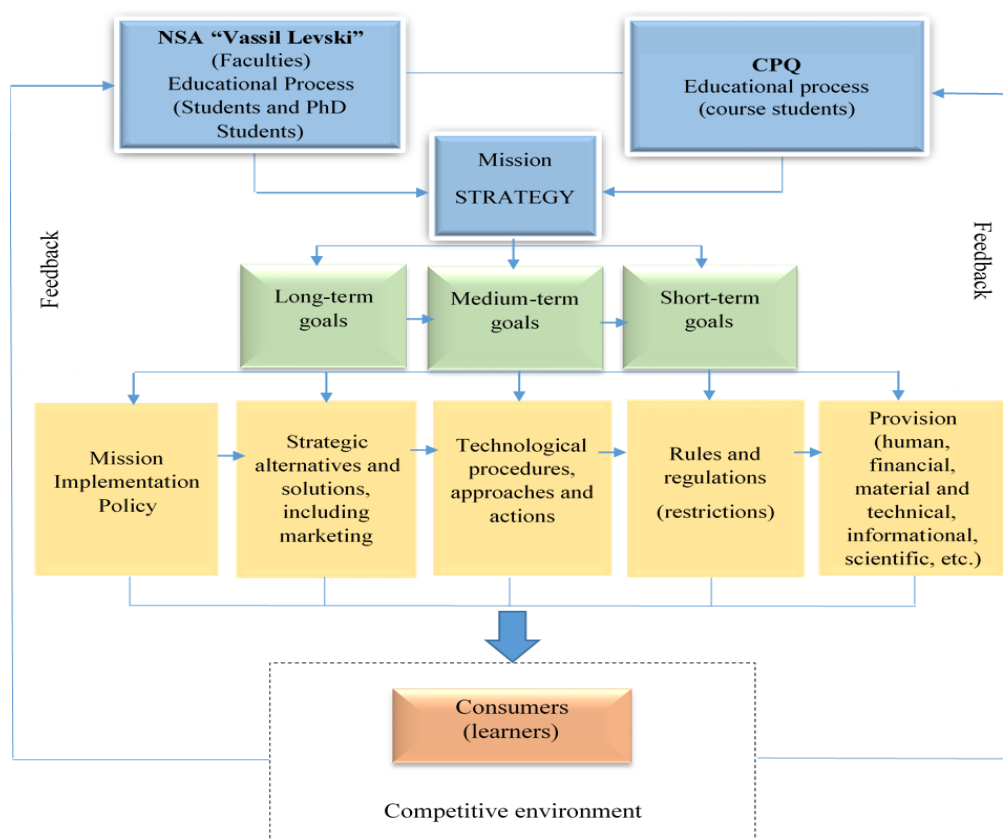 NSA “Vassil Levski”
(Faculties)
Educational Process
(Students and PhD
Students)
CPQ
Educational process
(course students)
Mission
STRATEGY
Feedback
Feedback
Long-term
goals
Medium-term
goals
Short-term
goals
Mission
Implementation
Policy
Strategic
alternatives and
solutions,
including
marketing
Technological
procedures,
approaches and
actions
Rules and
regulations
(restrictions)
Provision
(human,
financial,
material and
technical,
informational,
scientific, etc.)
Consumers
(learners)
Competitive environment